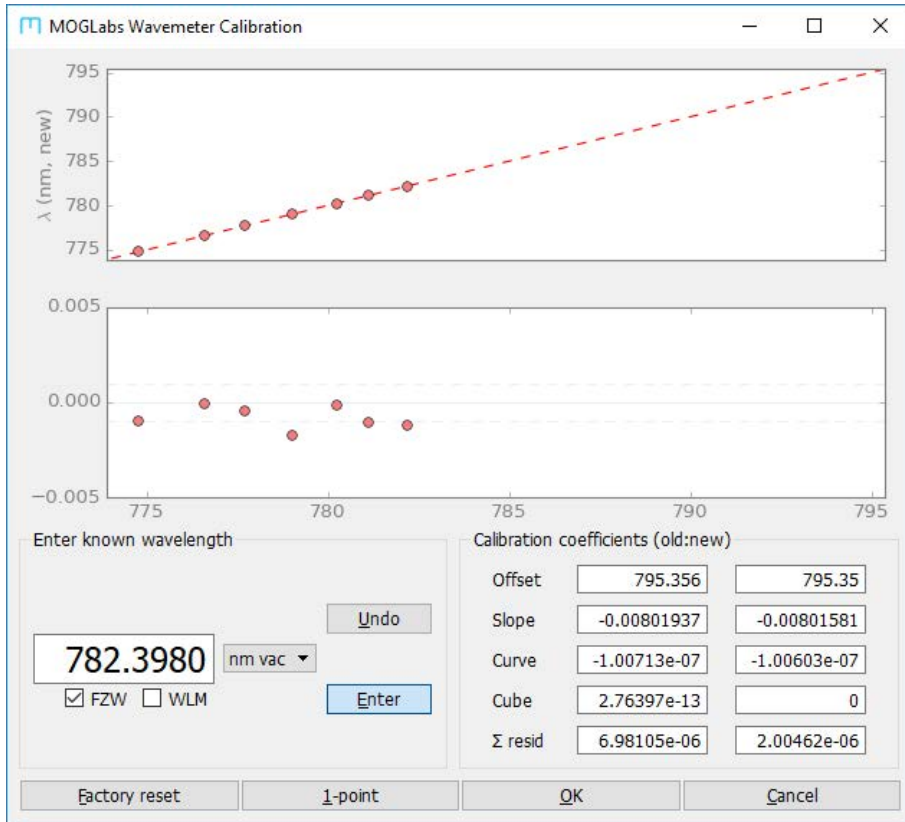 MOGLabs Wavemeter Calibration
795
790
785
780
775
λ (nm, new)
0.005
0.000
−0.005
775 780 785 790 795
Enter known wavelength
Undo
782.3980 nm vac
FZW WLM
Enter
Calibration coefficients (old:new)
Offset 795.356 795.35
Slope -0.00801937 -0.00801581
Curve -1.00713e-07 -1.00603e-07
Cube 2.76397e-13 0
Σ resid 6.98105e-06 2.00462e-06
Factory reset 1-point OK Cancel